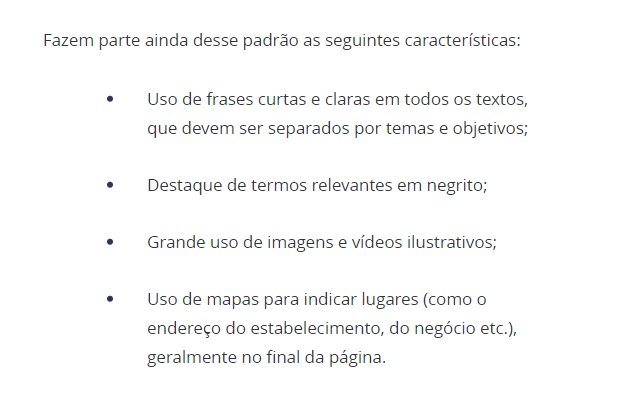 Fazem parte ainda desse padrão as seguintes características:
• Uso de frases curtas e claras em todos os textos,
que devem ser separados por temas e objetivos;
• Destaque de termos relevantes em negrito;
• Grande uso de imagens e vídeos ilustrativos;
• Uso de mapas para indicar lugares (como o
endereço do estabelecimento, do negócio etc.),
geralmente no final da página.